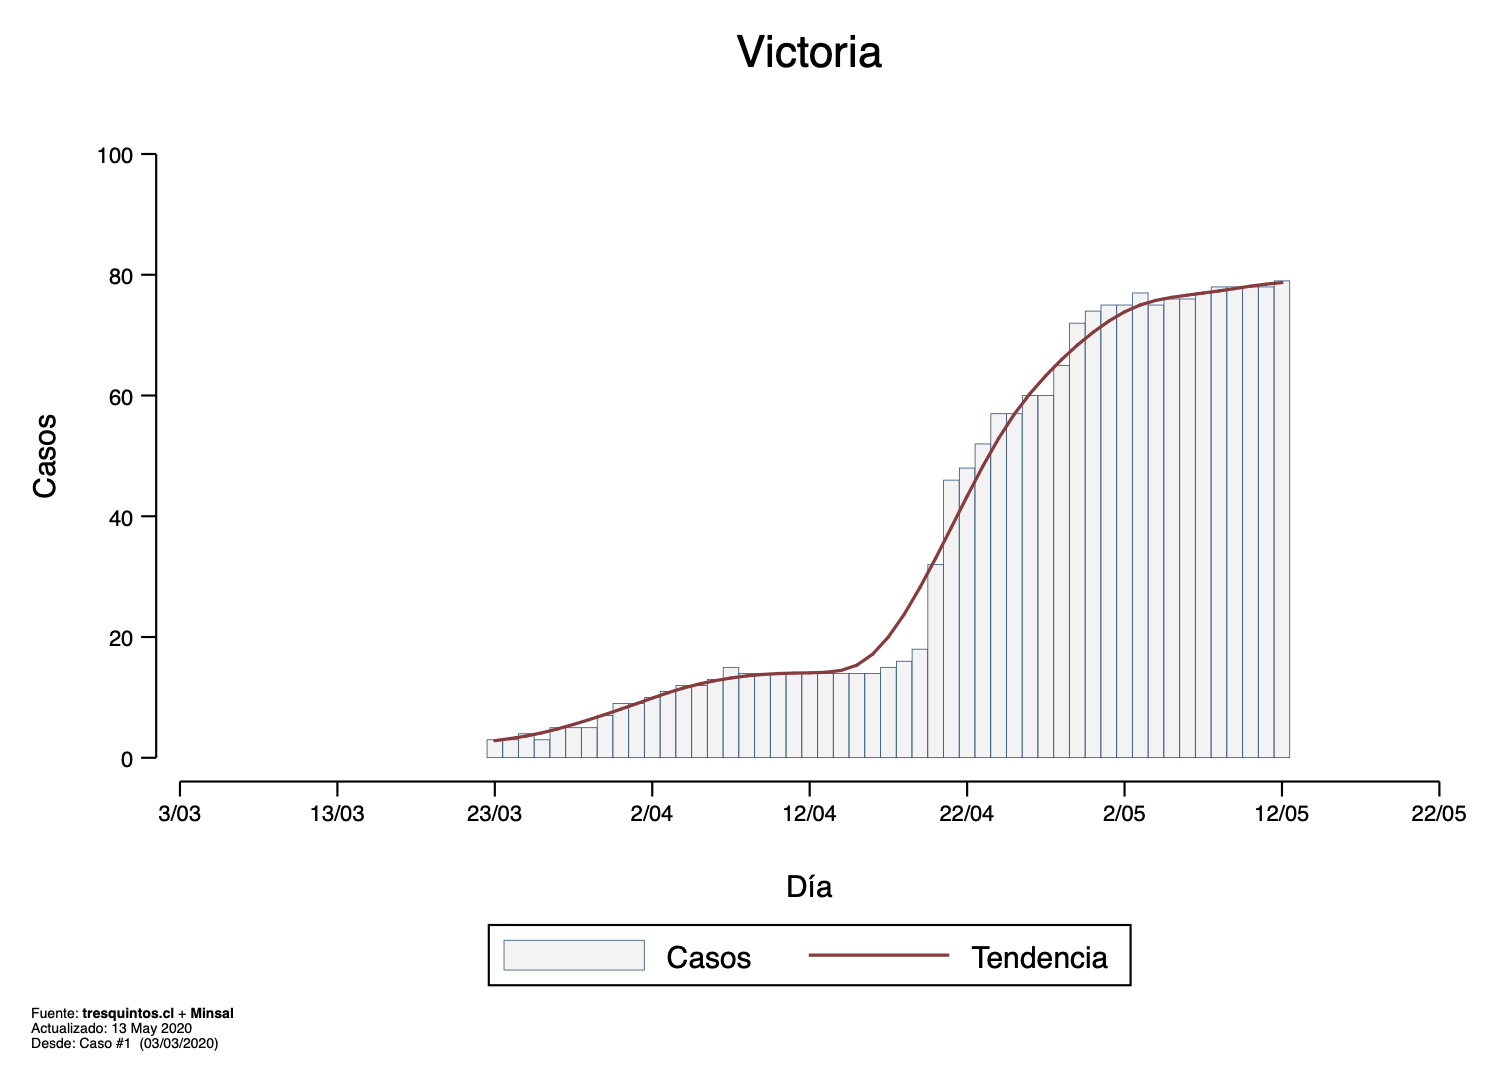 Victoria
100
80
60
40
20
0
Casos
3/03 13/03 23/03 2/04 12/04 22/04 2/05 12/05 22/05
Día
Casos Tendencia
Fuente: tresquintos.cl + Minsal
Actualizado: 13 May 2020
Desde: Caso #1 (03/03/2020)